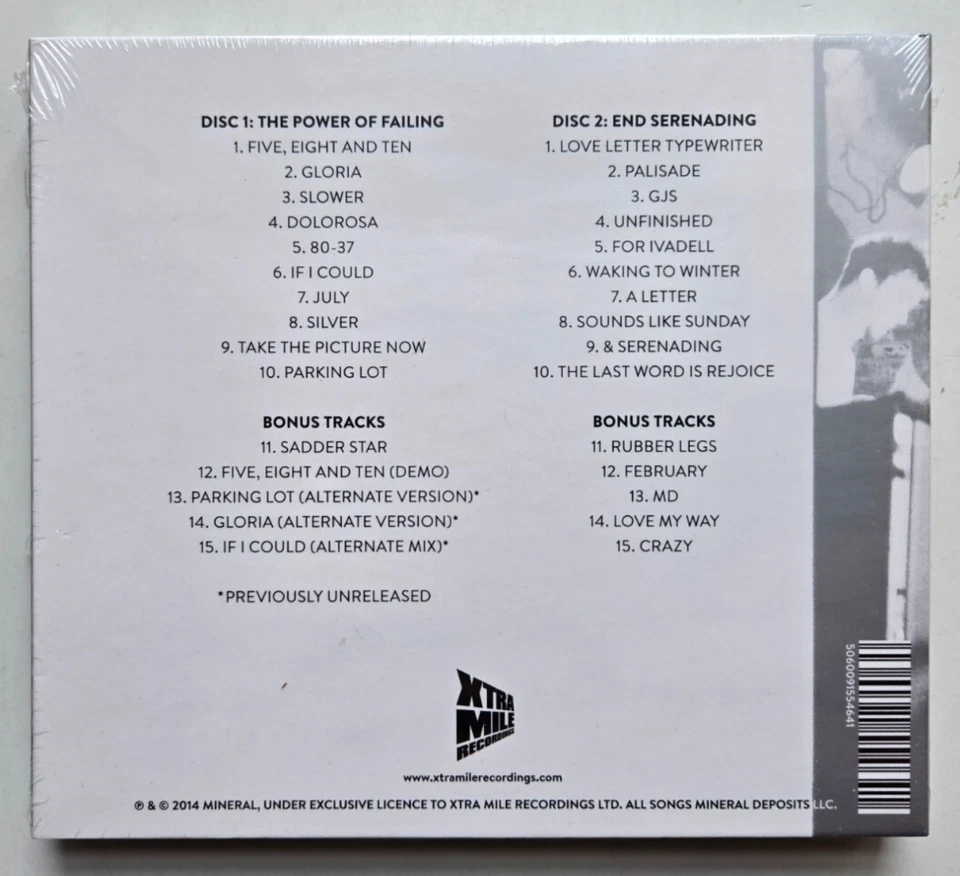 DISC 1: THE POWER OF FAILING
1. FIVE, EIGHT AND TEN
2. GLORIA
3. SLOWER
4. DOLOROSA
5. 80-37
6. IF I COULD
7. JULY
8. SILVER
9. TAKE THE PICTURE NOW
10. PARKING LOT
BONUS TRACKS
11. SADDER STAR
12. FIVE, EIGHT AND TEN (DEMO)
13. PARKING LOT (ALTERNATE VERSION)*
14. GLORIA (ALTERNATE VERSION)*
15. IF I COULD (ALTERNATE MIX)*
*PREVIOUSLY UNRELEASED
DISC 2: END SERENADING
1. LOVE LETTER TYPEWRITER
2. PALISADE
3. GJS
4. UNFINISHED
5. FOR IVADELL
6. WAKING TO WINTER
7. A LETTER
8. SOUNDS LIKE SUNDAY
9. & SERENADING
10. THE LAST WORD IS REJOICE
BONUS TRACKS
11. RUBBER LEGS
12. FEBRUARY
13. MD
14. LOVE MY WAY
15. CRAZY
XTRA
MILE
RECORDINGS
www.xtramilerecordings.com
℗ & © 2014 MINERAL, UNDER EXCLUSIVE LICENCE TO XTRA MILE RECORDINGS LTD. ALL SONGS MINERAL DEPOSITS LLC.
5060091554641